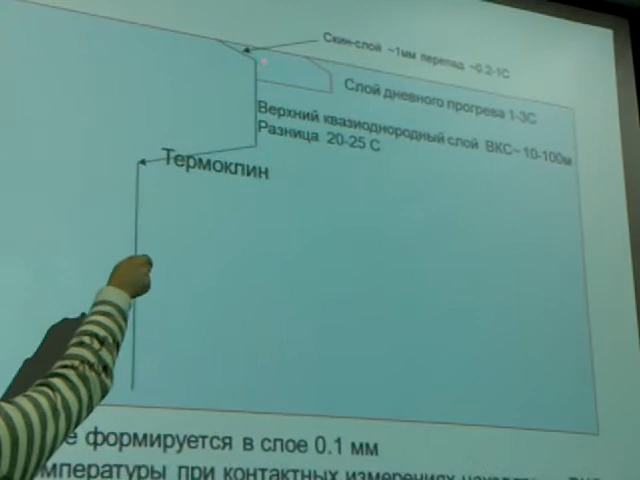 Скин-слой ~1мм перепад ~0.2-1С
Слой дневного прогрева 1-3С
Верхний квазиоднородный слой ВКС~ 10-100м
Разница 20-25 С
Термоклин
формируется в слое 0.1 мм
при контактных измерениях